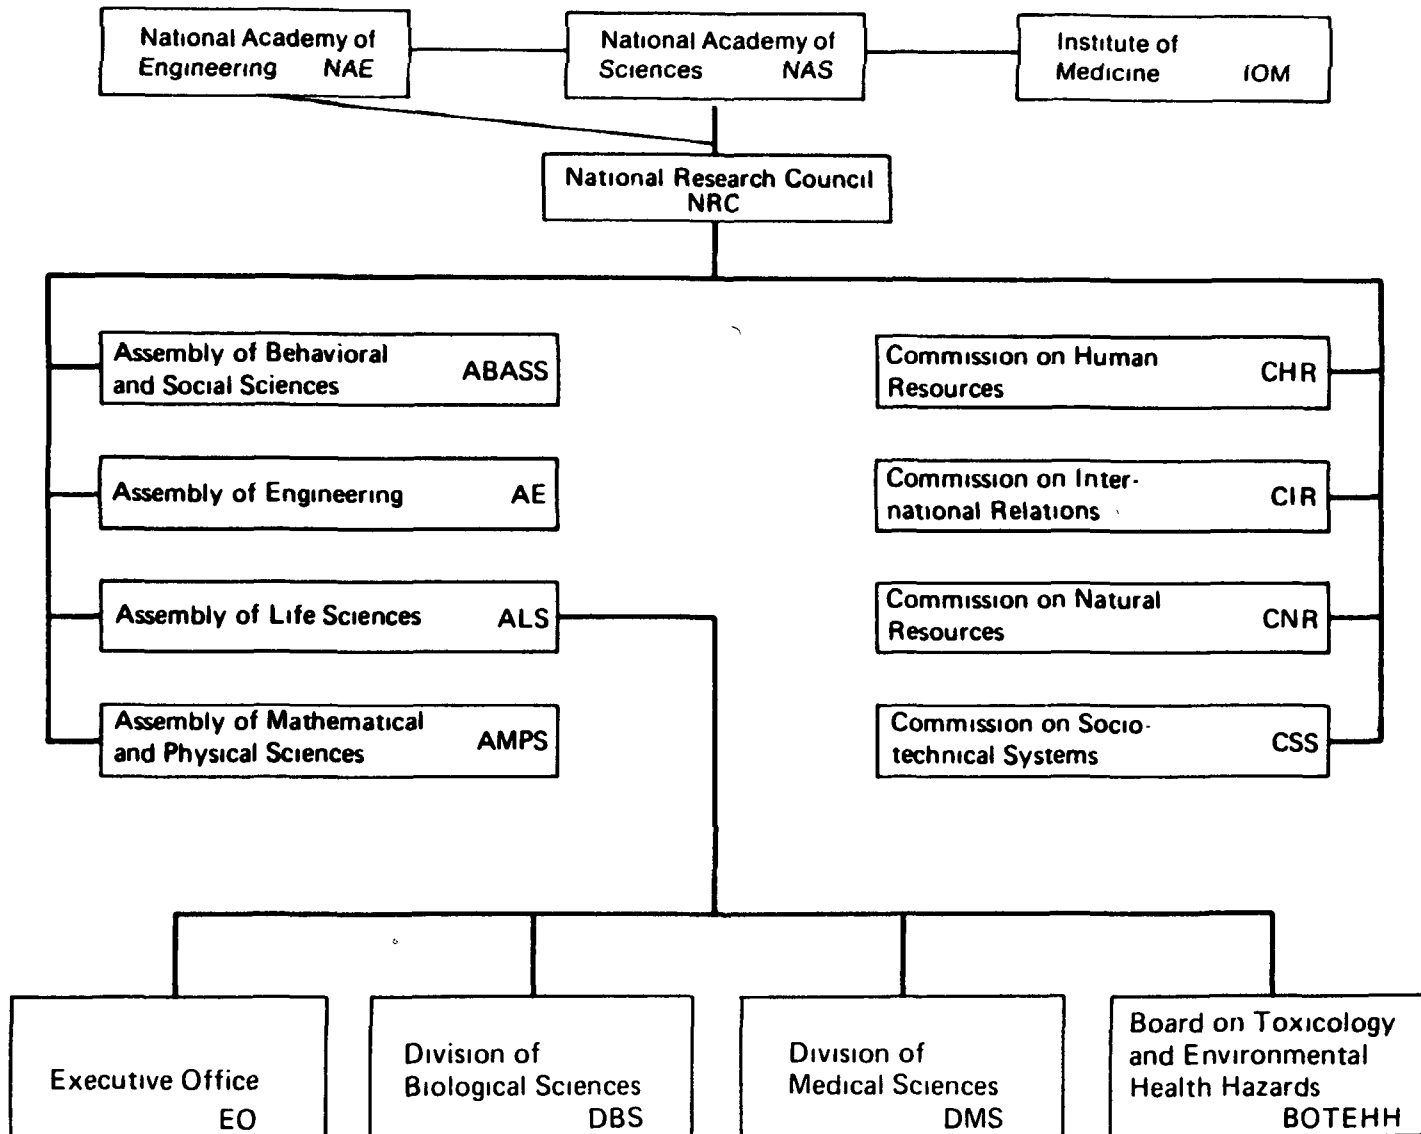 National Academy of
Engineering NAE
National Academy of
Sciences NAS
Institute of
Medicine IOM
National Research Council
NRC
Assembly of Behavioral
and Social Sciences ABASS
Commission on Human
Resources CHR
Assembly of Engineering AE
Commission on Inter-
national Relations CIR
Assembly of Life Sciences ALS
Commission on Natural
Resources CNR
Assembly of Mathematical
and Physical Sciences AMPS
Commission on Socio-
technical Systems CSS
Executive Office
EO
Division of
Biological Sciences
DBS
Division of
Medical Sciences
DMS
Board on Toxicology
and Environmental
Health Hazards
BOTEHH